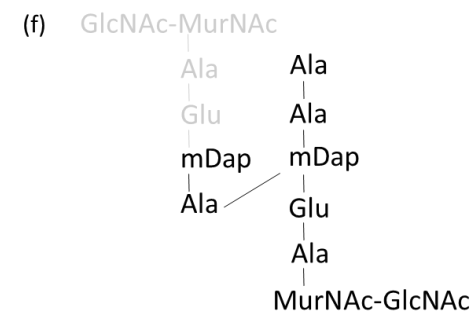 (f) GlcNAc-MurNAc
Ala
Glu
mDap
Ala
Ala
Ala
mDap
Glu
Ala
MurNAc-GlcNAc